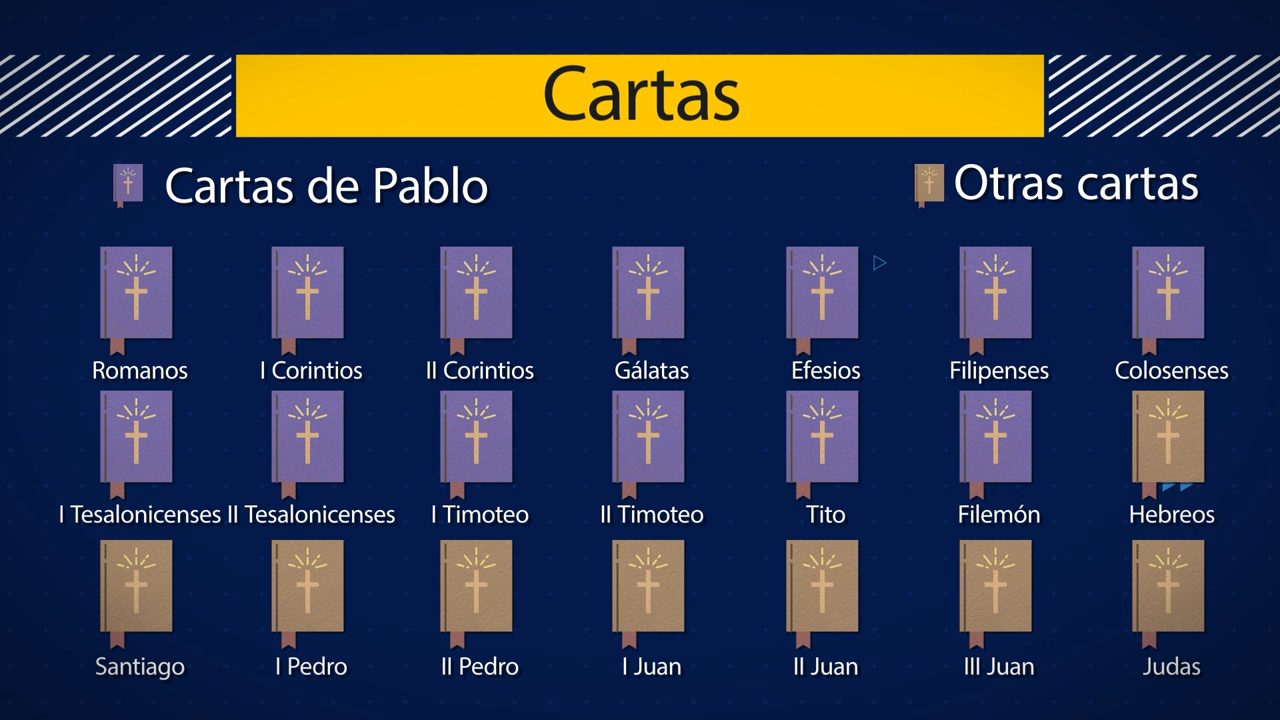 Cartas
Cartas de Pablo
Otras cartas
Romanos
I Corintios
II Corintios
Gálatas
Efesios
Filipenses
Colosenses
I Tesalonicenses
II Tesalonicenses
I Timoteo
II Timoteo
Tito
Filemón
Hebreos
Santiago
I Pedro
II Pedro
I Juan
II Juan
III Juan
Judas